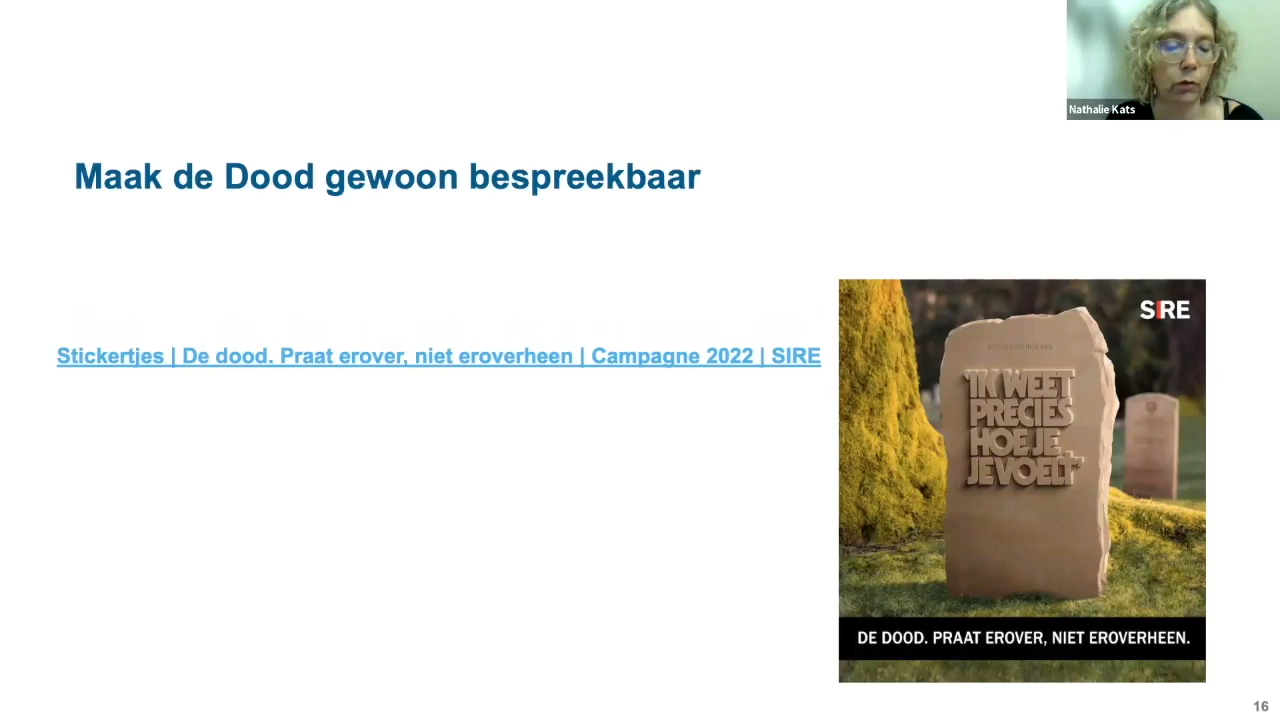 Nathalie Kats
Maak de Dood gewoon bespreekbaar
Stickertjes | De dood. Praat erover, niet eroverheen | Campagne 2022 | SIRE
SIRE
'IK WEET
PRECIES
HOE JE
JE VOELT'
DE DOOD. PRAAT EROVER, NIET EROVERHEEN.
16